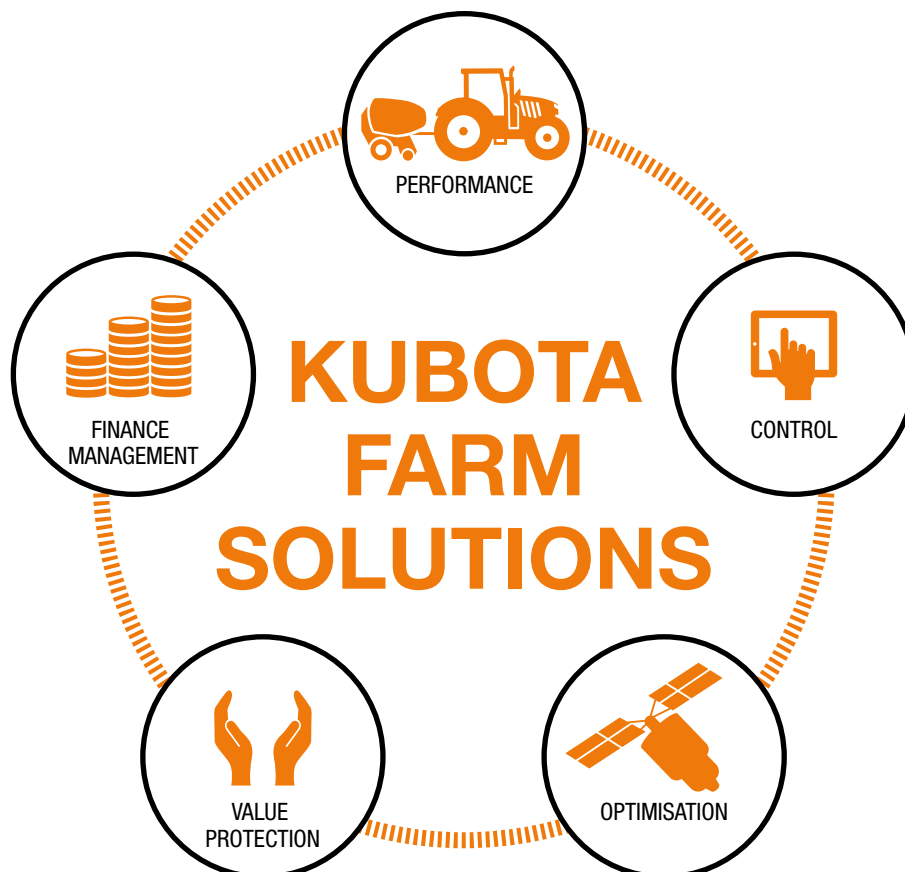 PERFORMANCE
KUBOTA
FARM
SOLUTIONS
CONTROL
OPTIMISATION
VALUE
PROTECTION
FINANCE
MANAGEMENT